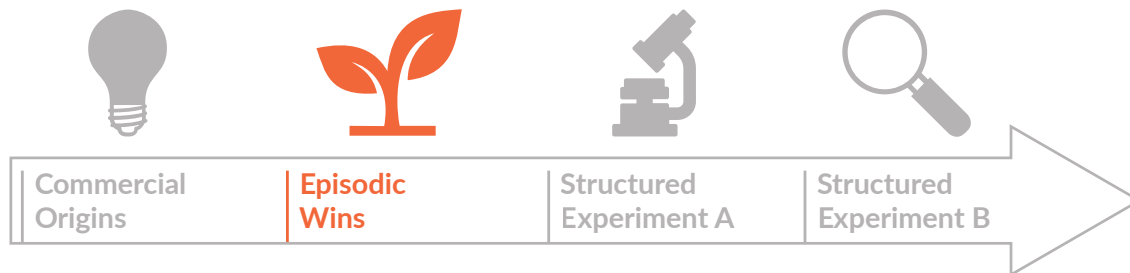 Commercial
Origins
Episodic
Wins
Structured
Experiment A
Structured
Experiment B